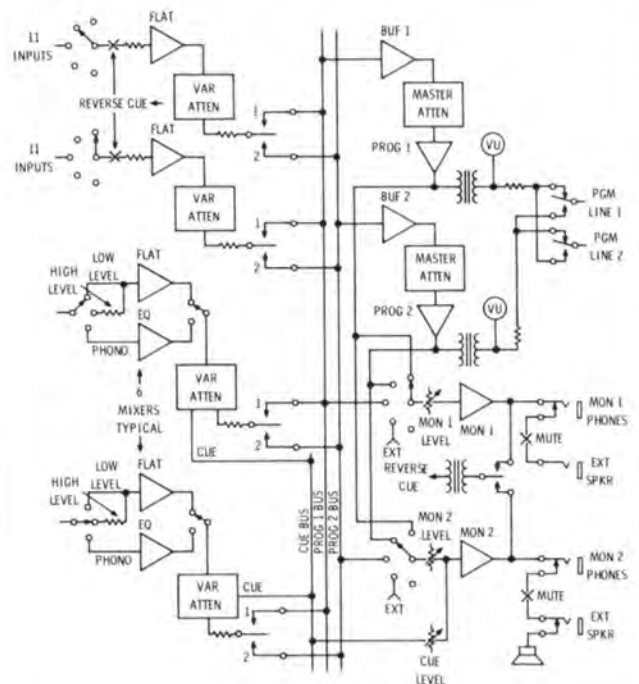 FLAT
11
INPUTS
VAR
ATTEN
REVERSE CUE
1
2
FLAT
11
INPUTS
VAR
ATTEN
1
2
HIGH
LEVEL
LOW
LEVEL
FLAT
EQ
PHONO
VAR
ATTEN
CUE
1
2
6
MIXERS
TYPICAL
HIGH
LEVEL
LOW
LEVEL
FLAT
EQ
PHONO
VAR
ATTEN
CUE
1
2
CUE BUS
PROG 1 BUS
PROG 2 BUS
BUF 1
MASTER
ATTEN
PROG 1
VU
PGM
LINE 1
PGM
LINE 2
BUF 2
MASTER
ATTEN
PROG 2
VU
EXT
MON 1
LEVEL
MON 1
MON 1
PHONES
MUTE
EXT
SPKR
REVERSE
CUE
MON 2
LEVEL
MON 2
EXT
MON 2
PHONES
MUTE
EXT
SPKR
CUE
LEVEL